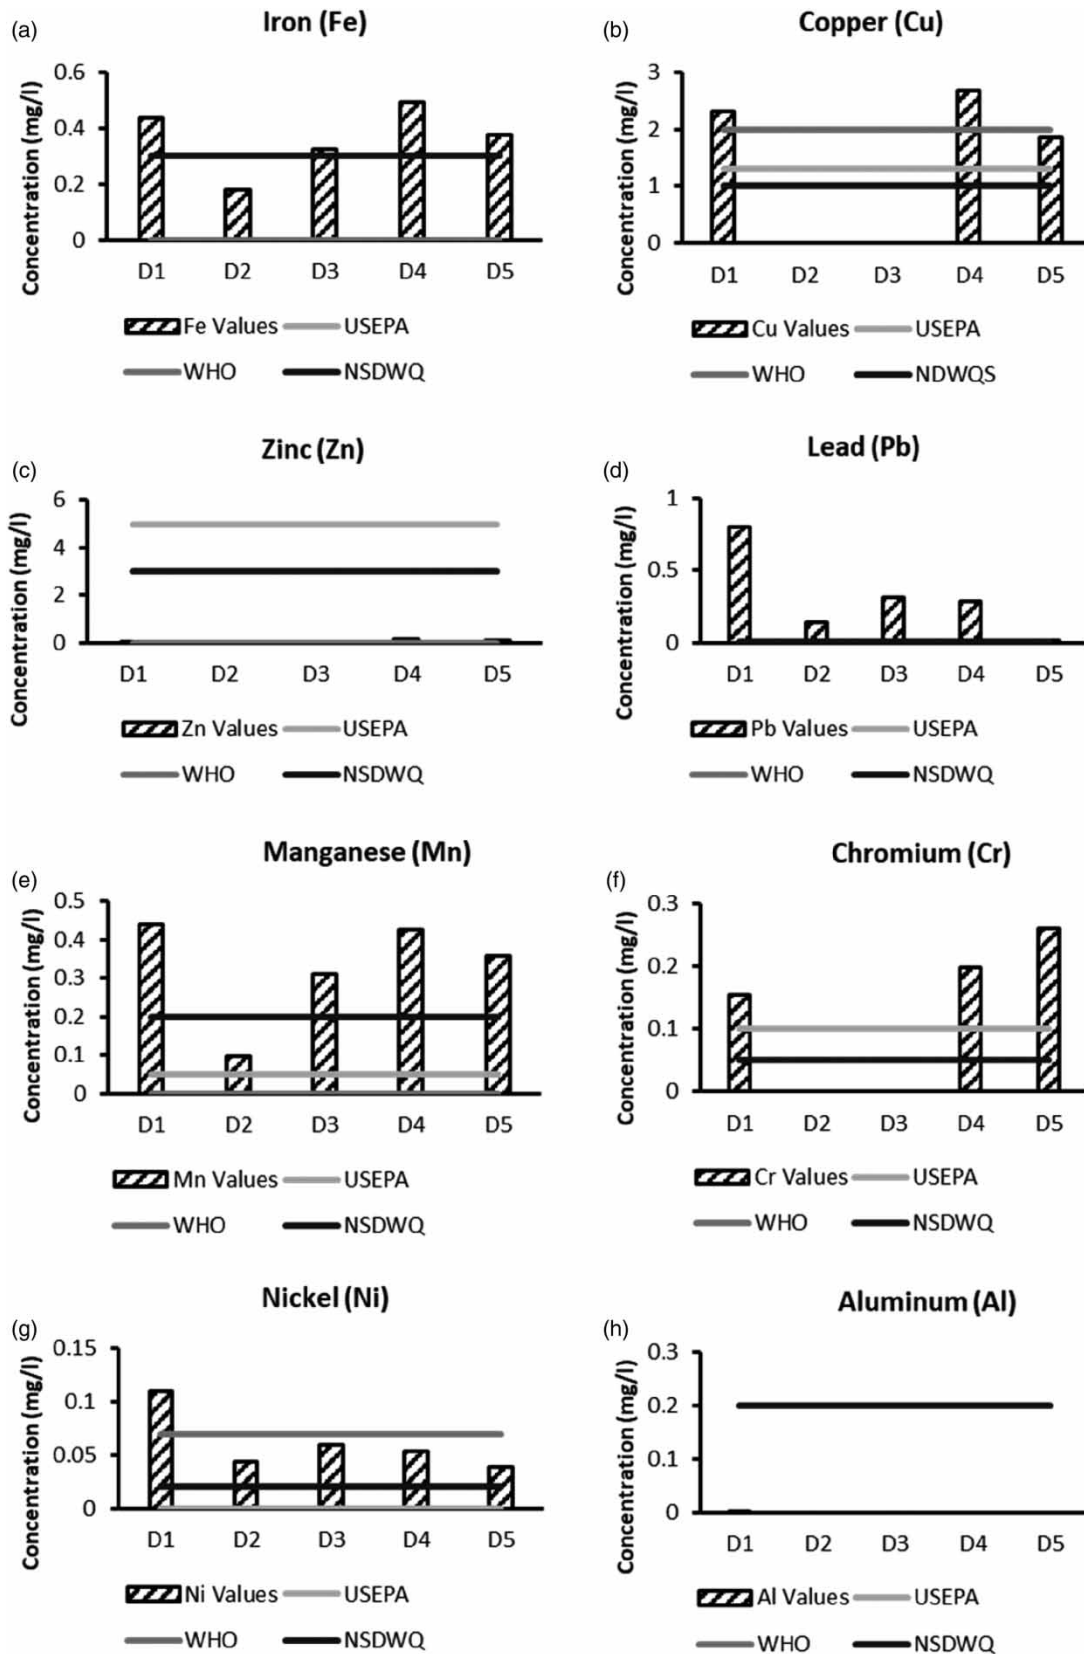 (a)
Iron (Fe)
Concentration (mg/l)
0.6
0.4
0.2
0
D1 D2 D3 D4 D5
Fe Values USEPA
WHO NSDWQ
(b)
Copper (Cu)
Concentration (mg/l)
3
2
1
0
D1 D2 D3 D4 D5
Cu Values USEPA
WHO NDWQS
(c)
Zinc (Zn)
Concentration (mg/l)
6
4
2
0
D1 D2 D3 D4 D5
Zn Values USEPA
WHO NSDWQ
(d)
Lead (Pb)
Concentration (mg/l)
1
0.5
0
D1 D2 D3 D4 D5
Pb Values USEPA
WHO NSDWQ
(e)
Manganese (Mn)
Concentration (mg/l)
0.5
0.4
0.3
0.2
0.1
0
D1 D2 D3 D4 D5
Mn Values USEPA
WHO NSDWQ
(f)
Chromium (Cr)
Concentration (mg/l)
0.3
0.2
0.1
0
D1 D2 D3 D4 D5
Cr Values USEPA
WHO NSDWQ
(g)
Nickel (Ni)
Concentration (mg/l)
0.15
0.1
0.05
0
D1 D2 D3 D4 D5
Ni Values USEPA
WHO NSDWQ
(h)
Aluminum (Al)
Concentration (mg/l)
0.3
0.2
0.1
0
D1 D2 D3 D4 D5
Al Values USEPA
WHO NSDWQ